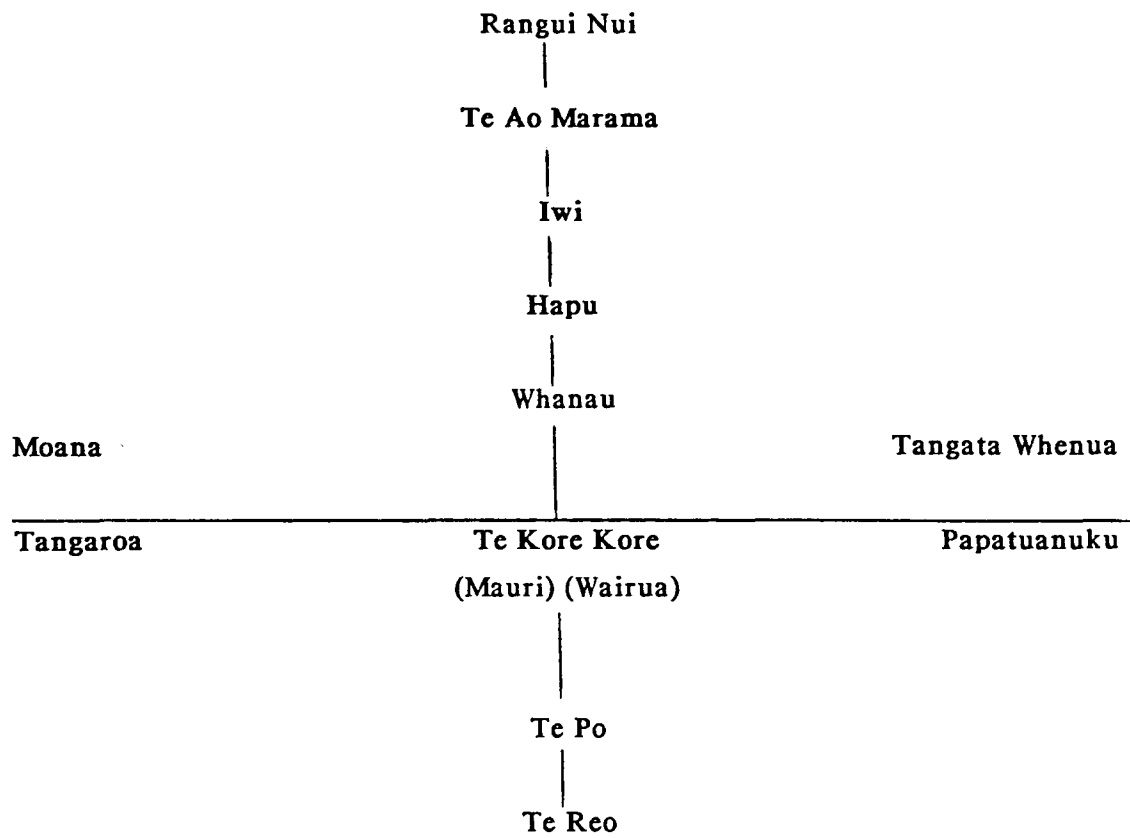 Rangui Nui
Te Ao Marama
Iwi
Hapu
Whanau
Moana Tangata Whenua
Tangaroa Te Kore Kore Papatuanuku
(Mauri) (Wairua)
Te Po
Te Reo